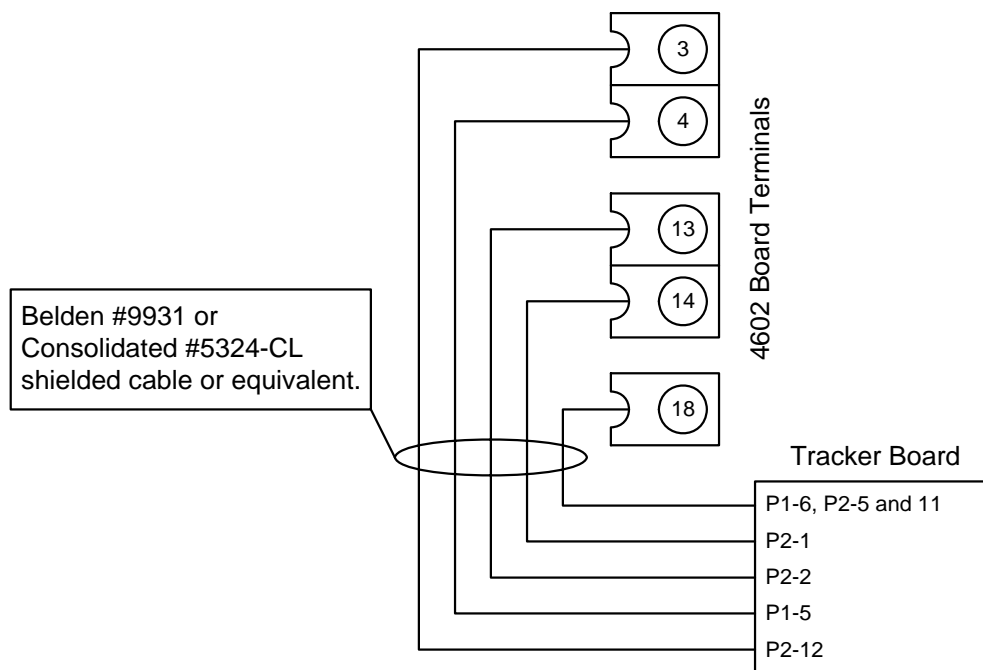 3
4
13
14
18
4602 Board Terminals
Belden #9931 or
Consolidated #5324-CL
shielded cable or equivalent.
Tracker Board
P1-6, P2-5 and 11
P2-1
P2-2
P1-5
P2-12